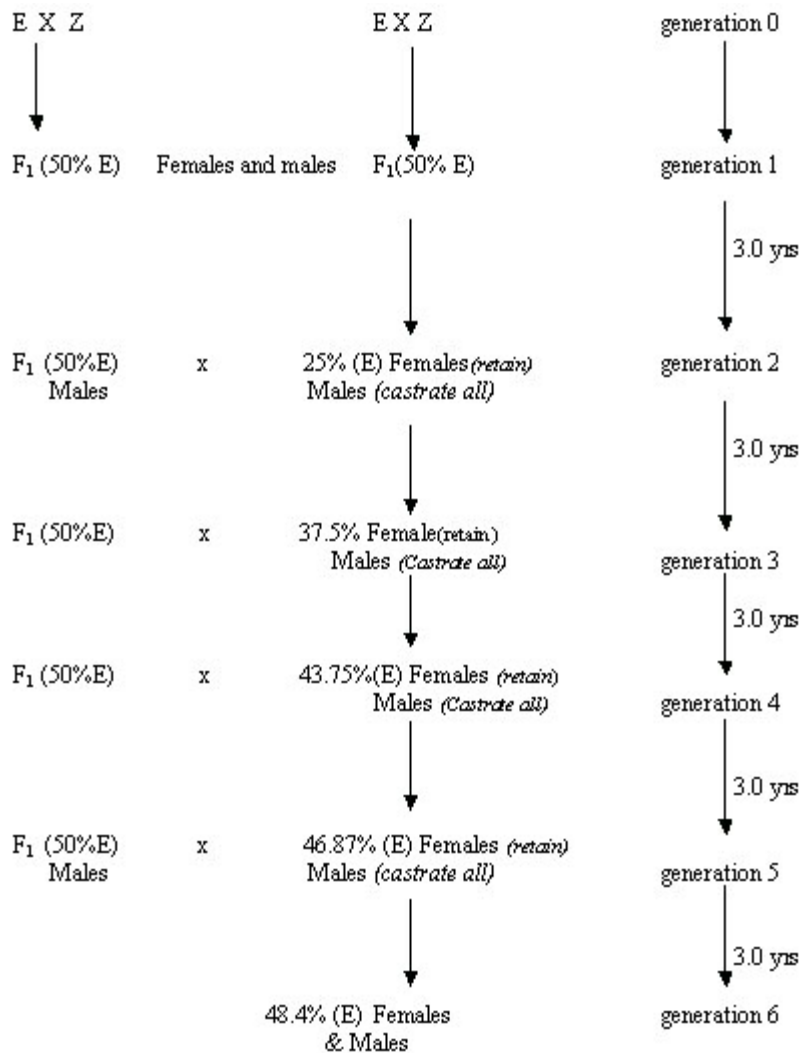 E X Z E X Z generation 0
F1 (50% E) Females and males F1(50% E) generation 1
3.0 yrs
F1 (50%E) x 25% (E) Females(retain) generation 2
Males Males (castrate all)
3.0 yrs
F1 (50%E) x 37.5% Female(retain)
Males (Castrate all) generation 3
3.0 yrs
F1 (50%E) x 43.75%(E) Females (retain)
Males (Castrate all) generation 4
3.0 yrs
F1 (50%E) x 46.87% (E) Females (retain)
Males Males (castrate all) generation 5
3.0 yrs
48.4% (E) Females generation 6
& Males